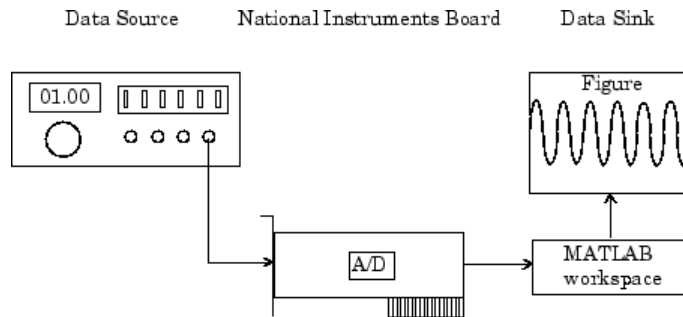 Data Source
National Instruments Board
Data Sink
01.00
Figure
A/D
MATLAB
workspace